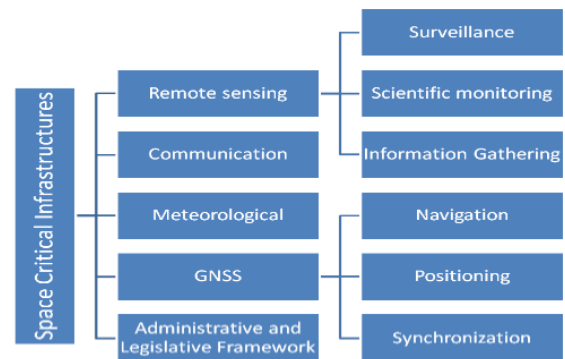 Space Critical Infrastructures
Remote sensing
Surveillance
Scientific monitoring
Information Gathering
Communication
Meteorological
GNSS
Navigation
Positioning
Synchronization
Administrative and
Legislative Framework